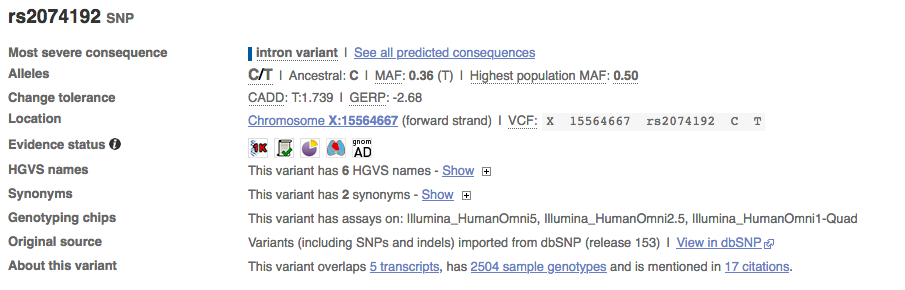 rs2074192 SNP
Most severe consequence intron variant | See all predicted consequences
Alleles C/T | Ancestral: C | MAF: 0.36 (T) | Highest population MAF: 0.50
Change tolerance CADD: T:1.739 | GERP: -2.68
Location Chromosome X:15564667 (forward strand) | VCF: X 15564667 rs2074192 C T
Evidence status i 1K gnom AD
HGVS names This variant has 6 HGVS names - Show +
Synonyms This variant has 2 synonyms - Show +
Genotyping chips This variant has assays on: Illumina_HumanOmni5, Illumina_HumanOmni2.5, Illumina_HumanOmni1-Quad
Original source Variants (including SNPs and indels) imported from dbSNP (release 153) | View in dbSNP
About this variant This variant overlaps 5 transcripts, has 2504 sample genotypes and is mentioned in 17 citations.